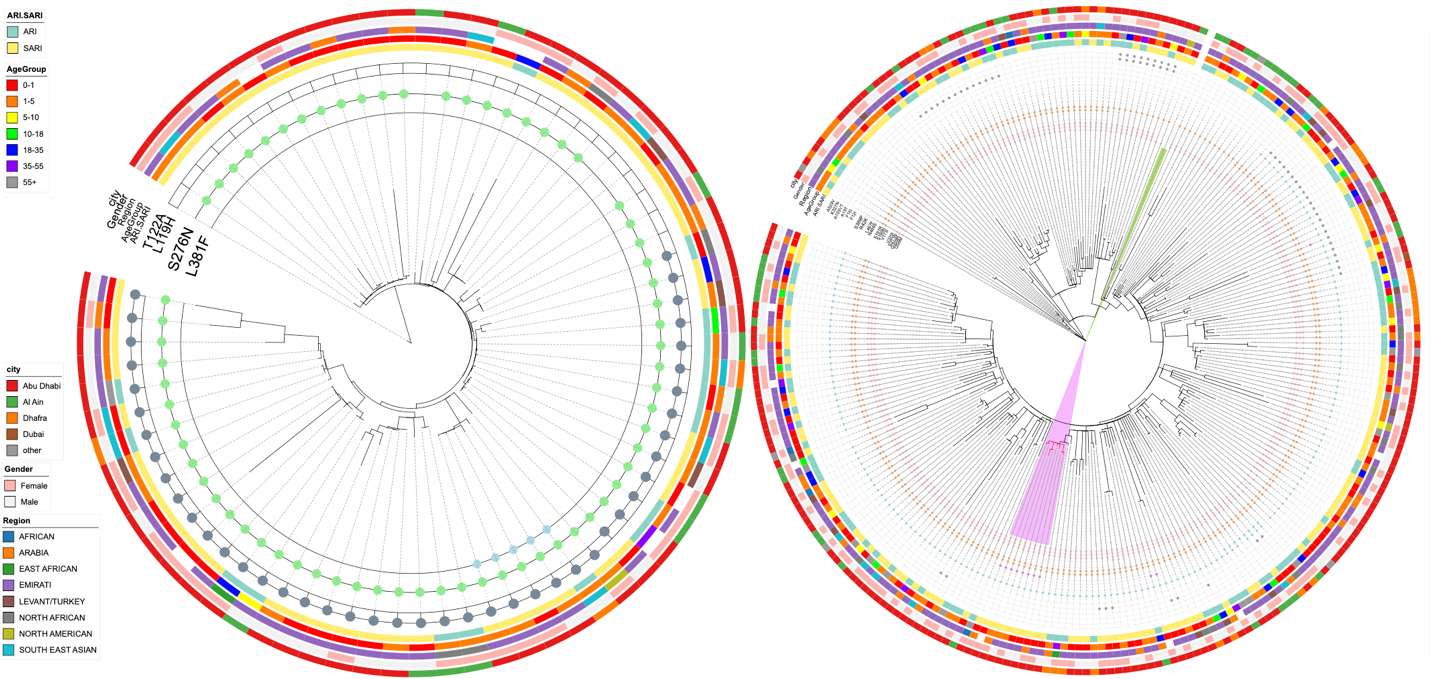 ARI.SARI
ARI
SARI
AgeGroup
0-1
1-5
5-10
10-18
18-35
35-55
55+
city
Gender
Region
AgeGroup
ARI.SARI
T122A
L119H
S276N
L381F
city
Abu Dhabi
Al Ain
Dhafra
Dubai
other
Gender
Female
Male
Region
AFRICAN
ARABIA
EAST AFRICAN
EMIRATI
LEVANT/TURKEY
NORTH AFRICAN
NORTH AMERICAN
SOUTH EAST ASIAN
city
Gender
Region
AgeGroup
ARI.SARI